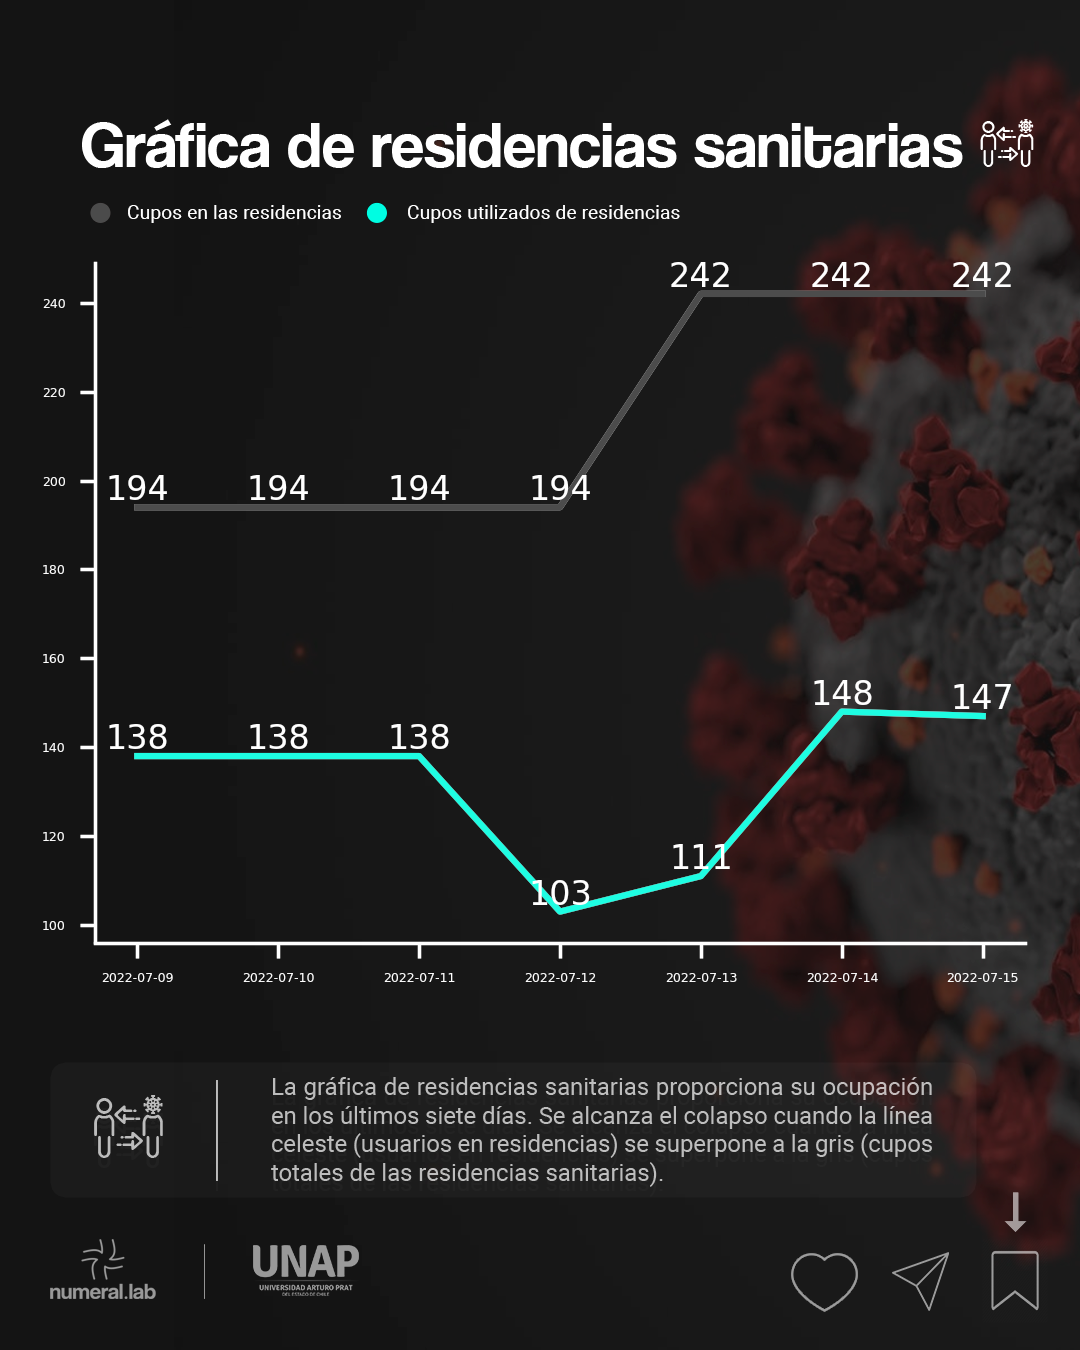 Gráfica de residencias sanitarias
Cupos en las residencias
Cupos utilizados de residencias
242 242 242
240
220
200
194 194 194 194
180
160
148 147
140
138 138 138
120
111
103
100
2022-07-09 2022-07-10 2022-07-11 2022-07-12 2022-07-13 2022-07-14 2022-07-15
La gráfica de residencias sanitarias proporciona su ocupación
en los últimos siete días. Se alcanza el colapso cuando la línea
celeste (usuarios en residencias) se superpone a la gris (cupos
totales de las residencias sanitarias).
numeral.lab
UNAP
UNIVERSIDAD ARTURO PRAT
DEL ESTADO DE CHILE